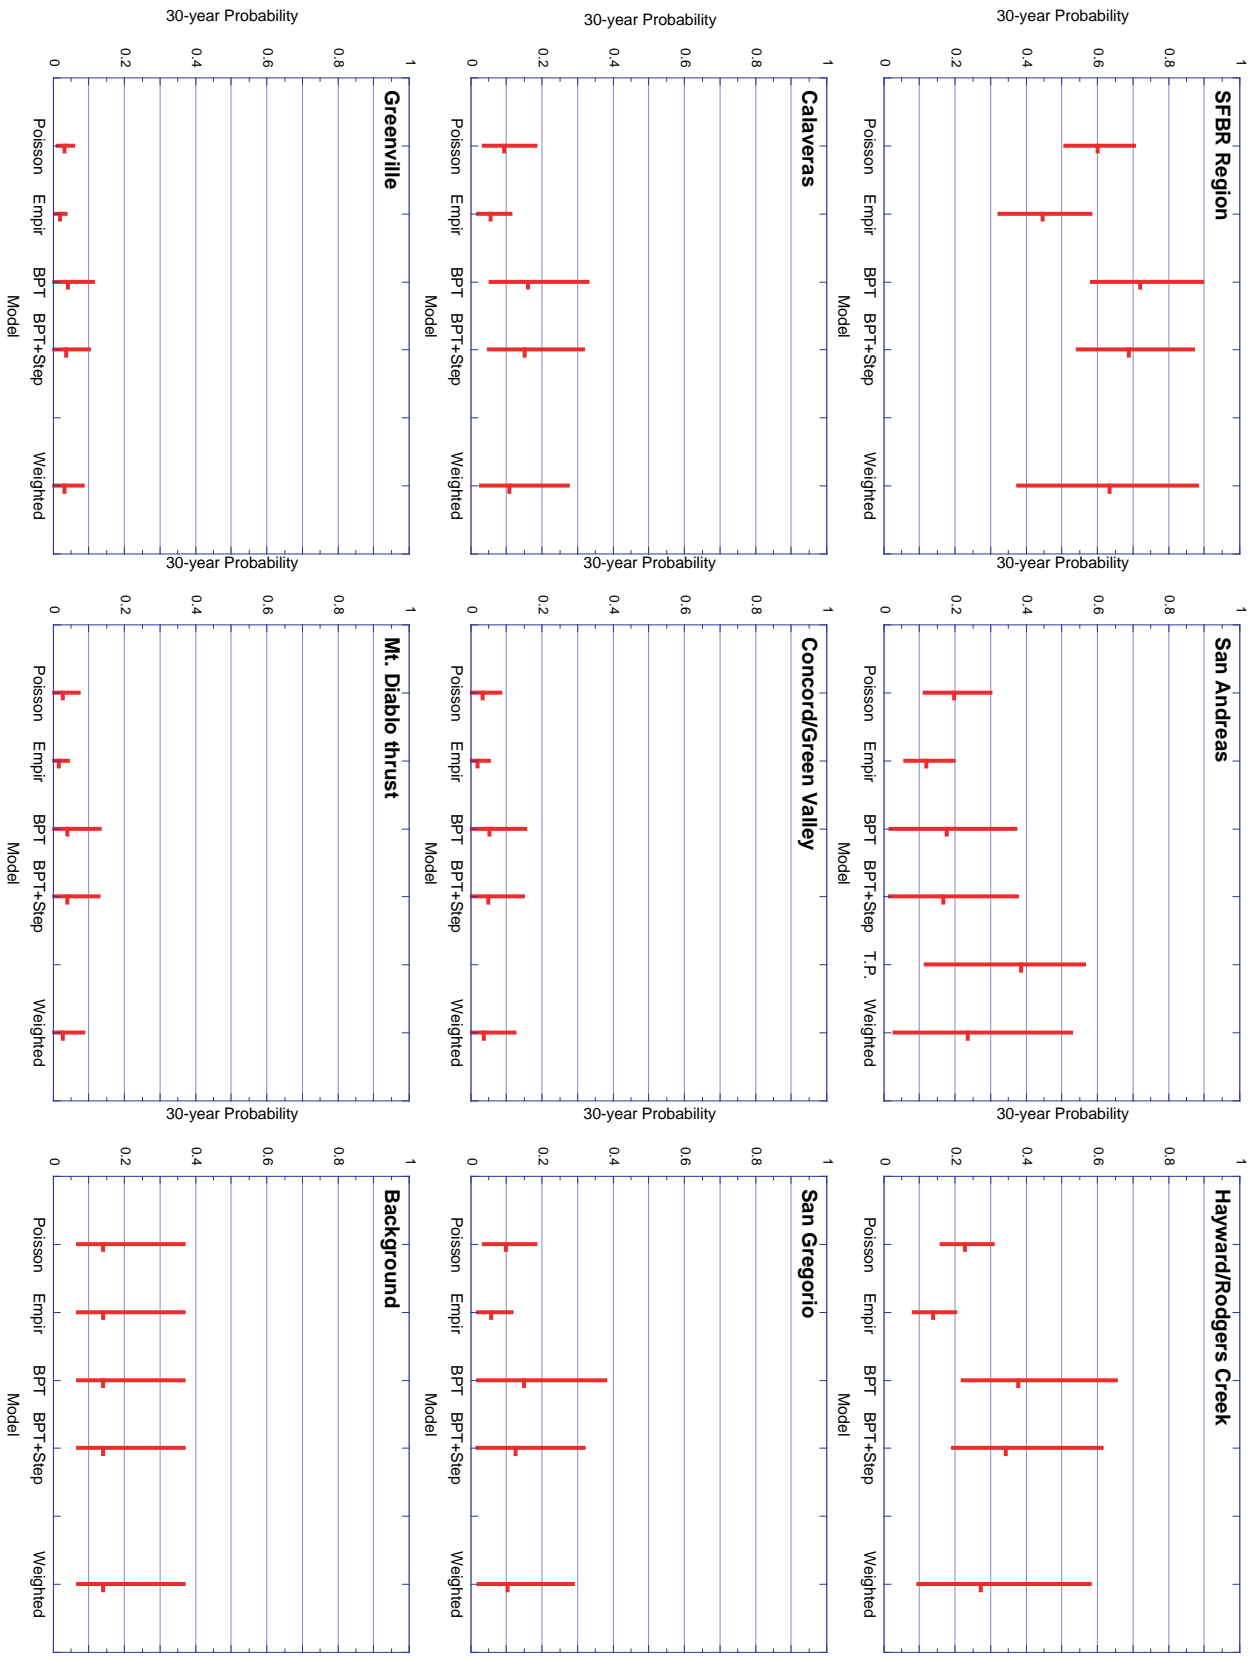 SFBR Region
30-year Probability
1
0.8
0.6
0.4
0.2
0
Poisson Empir BPT BPT+Step Weighted
Model
San Andreas
30-year Probability
1
0.8
0.6
0.4
0.2
0
Poisson Empir BPT BPT+Step T.P. Weighted
Model
Hayward/Rodgers Creek
30-year Probability
1
0.8
0.6
0.4
0.2
0
Poisson Empir BPT BPT+Step Weighted
Model
Calaveras
30-year Probability
1
0.8
0.6
0.4
0.2
0
Poisson Empir BPT BPT+Step Weighted
Model
Concord/Green Valley
30-year Probability
1
0.8
0.6
0.4
0.2
0
Poisson Empir BPT BPT+Step Weighted
Model
San Gregorio
30-year Probability
1
0.8
0.6
0.4
0.2
0
Poisson Empir BPT BPT+Step Weighted
Model
Greenville
30-year Probability
1
0.8
0.6
0.4
0.2
0
Poisson Empir BPT BPT+Step Weighted
Model
Mt. Diablo thrust
30-year Probability
1
0.8
0.6
0.4
0.2
0
Poisson Empir BPT BPT+Step Weighted
Model
Background
30-year Probability
1
0.8
0.6
0.4
0.2
0
Poisson Empir BPT BPT+Step Weighted
Model